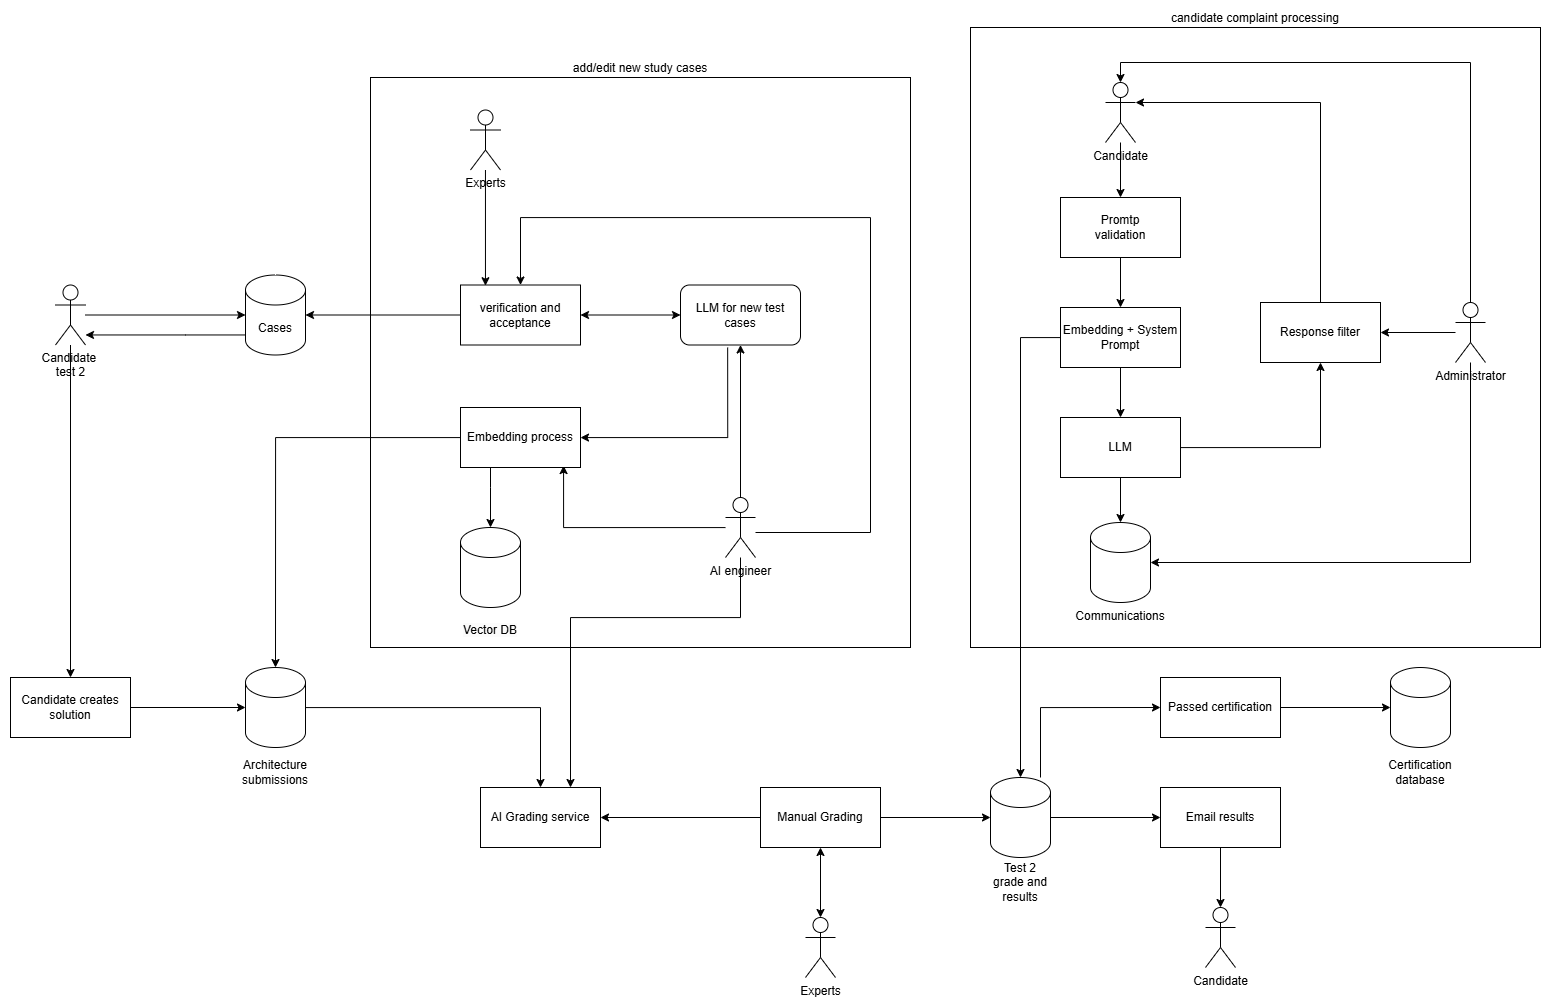 candidate complaint processing
add/edit new study cases
Experts
Candidate
Promtp
validation
verification and
acceptance
LLM for new test
cases
Cases
Candidate
test 2
Embedding + System
Prompt
Response filter
Administrator
Embedding process
LLM
AI engineer
Vector DB
Communications
Candidate creates
solution
Architecture
submissions
Passed certification
Certification
database
AI Grading service
Manual Grading
Test 2
grade and
results
Email results
Experts
Candidate